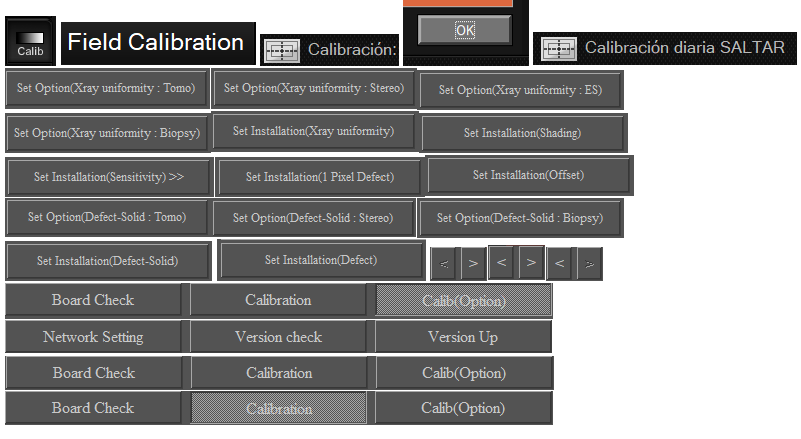 Calib
Field Calibration
Calibración:
OK
Calibración diaria SALTAR
Set Option(Xray uniformity : Tomo) Set Option(Xray uniformity : Stereo) Set Option(Xray uniformity : ES)
Set Option(Xray uniformity : Biopsy) Set Installation(Xray uniformity) Set Installation(Shading)
Set Installation(Sensitivity) >> Set Installation(1 Pixel Defect) Set Installation(Offset)
Set Option(Defect-Solid : Tomo) Set Option(Defect-Solid : Stereo) Set Option(Defect-Solid : Biopsy)
Set Installation(Defect-Solid) Set Installation(Defect) < > < > < >
Board Check Calibration Calib(Option)
Network Setting Version check Version Up
Board Check Calibration Calib(Option)
Board Check Calibration Calib(Option)